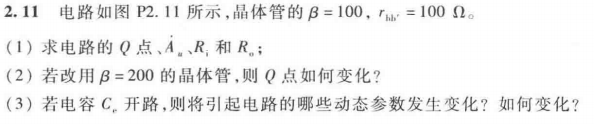 2.11 电路如图 P2.11 所示,晶体管的 β=100, r_bb′=100 Ω。
(1) 求电路的 Q 点、Ȧ_u、R_i 和 R_o;
(2) 若改用 β=200 的晶体管,则 Q 点如何变化?
(3) 若电容 C_e 开路,则将引起电路的哪些动态参数发生变化? 如何变化?